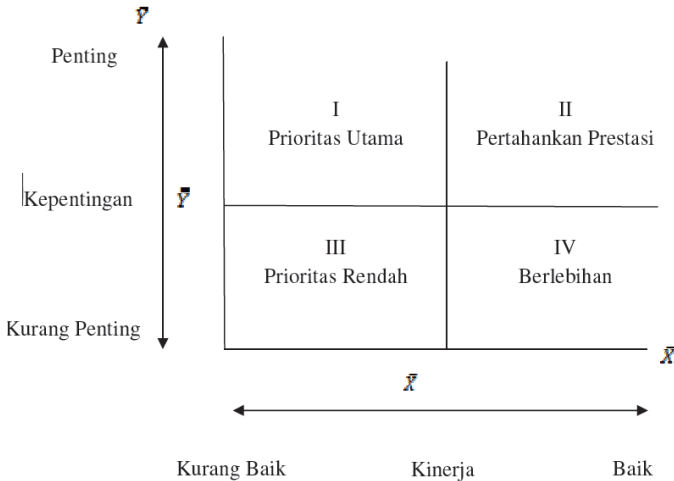 Ȳ
Penting
I
II
Prioritas Utama
Pertahankan Prestasi
Kepentingan
Y̿
III
IV
Prioritas Rendah
Berlebihan
Kurang Penting
X̄
X̿
Kurang Baik
Kinerja
Baik